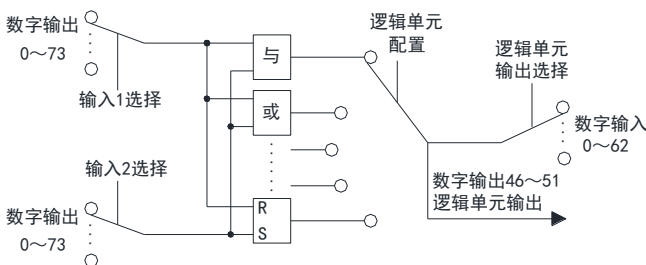 数字输出
0～73
输入1选择
输入2选择
数字输出
0～73
与
或
R
S
逻辑单元
配置
逻辑单元
输出选择
数字输入
0～62
数字输出46～51
逻辑单元输出